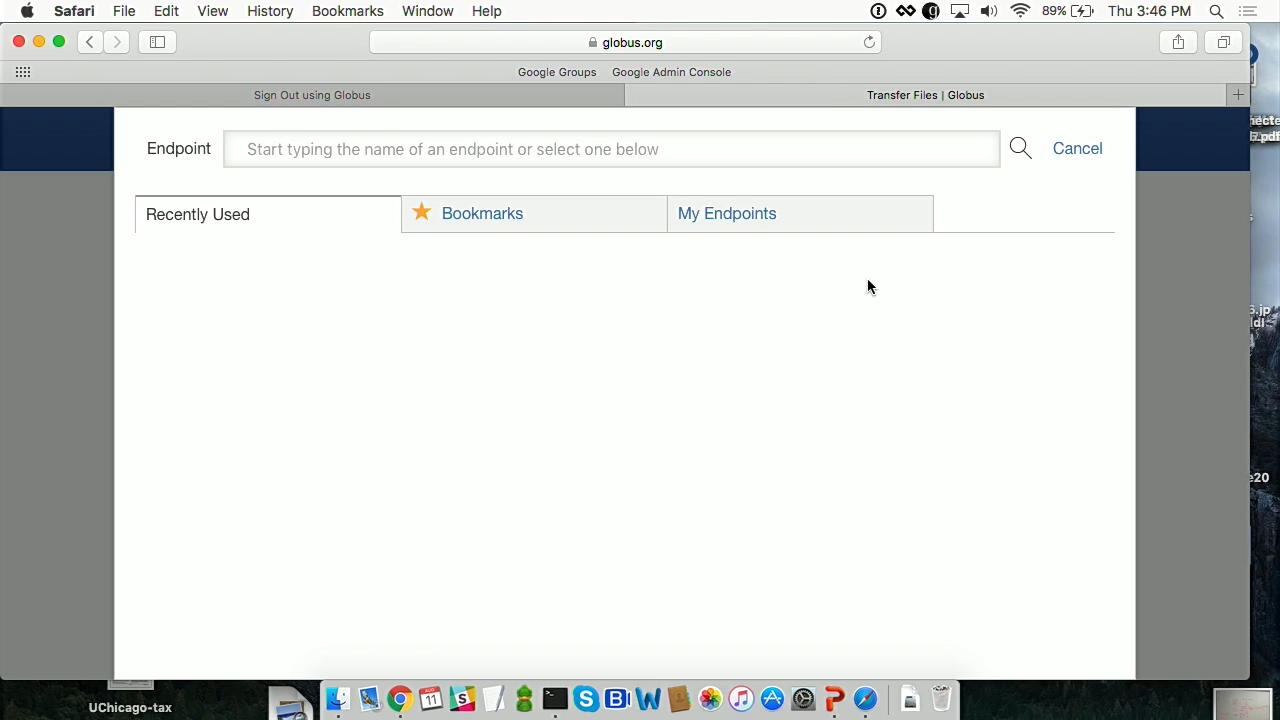 Safari File Edit View History Bookmarks Window Help 89% Thu 3:46 PM
globus.org
Google Groups Google Admin Console
Sign Out using Globus Transfer Files | Globus
Endpoint Start typing the name of an endpoint or select one below Cancel
Recently Used Bookmarks My Endpoints
AUG
11
UChicago-tax